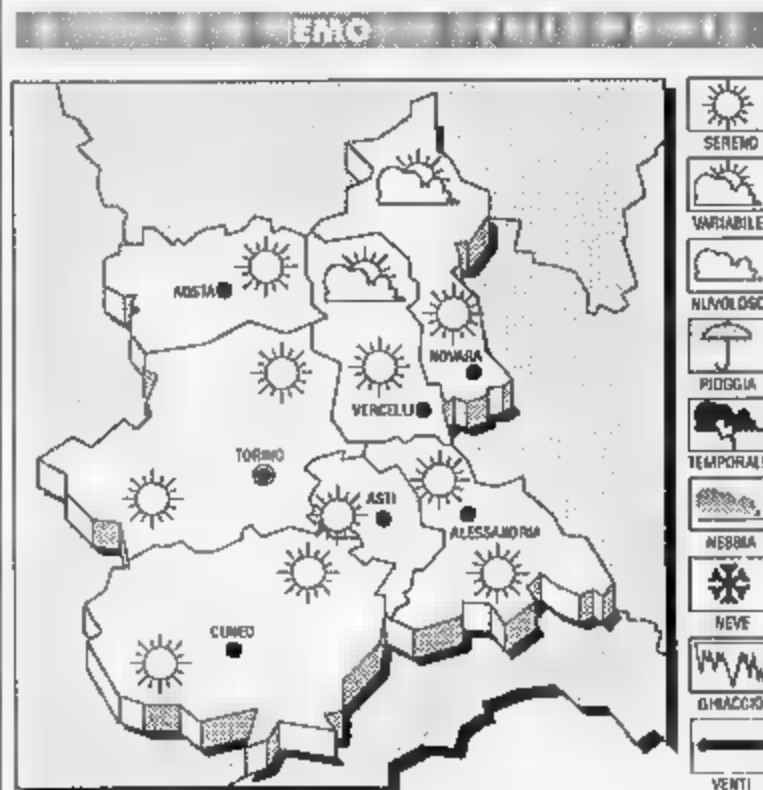 EMO
SERENO
VARIABILE
NUVOLOSO
PIOGGIA
TEMPORALI
NEBBIA
NEVE
GHIACCIO
VENTI
AOSTA
NOVARA
VERCELLI
TORINO
ASTI
ALESSANDRIA
CUNEO